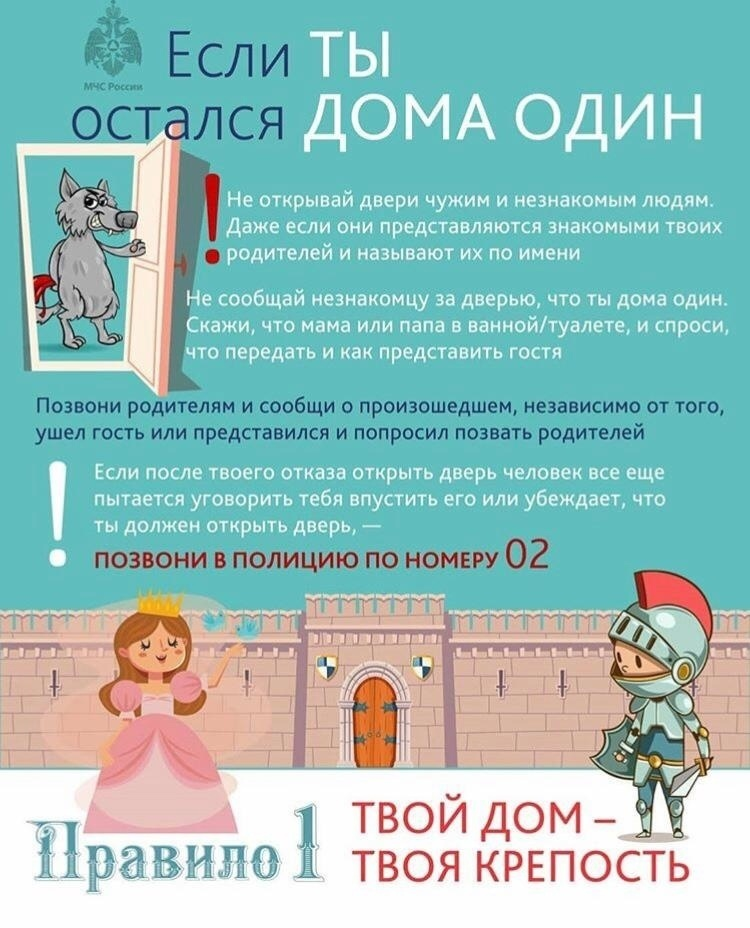 МЧС России
Если ТЫ
остался ДОМА ОДИН
! Не открывай двери чужим и незнакомым людям.
Даже если они представляются знакомыми твоих
родителей и называют их по имени
Не сообщай незнакомцу за дверью, что ты дома один.
Скажи, что мама или папа в ванной/туалете, и спроси,
что передать и как представить гостя
Позвони родителям и сообщи о произошедшем, независимо от того,
ушел гость или представился и попросил позвать родителей
! Если после твоего отказа открыть дверь человек все еще
пытается уговорить тебя впустить его или убеждает, что
ты должен открыть дверь, —
ПОЗВОНИ В ПОЛИЦИЮ ПО НОМЕРУ 02
Правило 1
ТВОЙ ДОМ –
ТВОЯ КРЕПОСТЬ